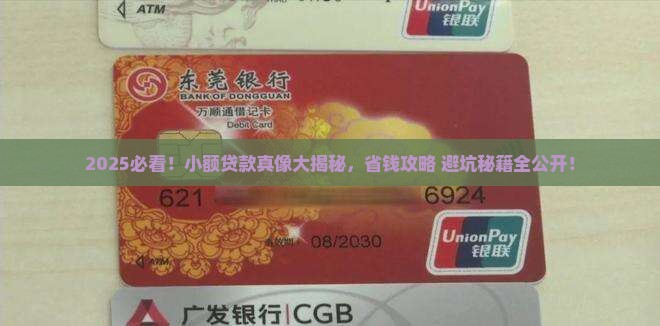 ATM
UnionPay
银联
东莞银行
BANK OF DONGGUAN
万顺通借记卡
Debit Card
2025必看！小额贷款真像大揭秘，省钱攻略 避坑秘籍全公开！
621
6924
有效期
08/2030
ATM
UnionPay
银联
广发银行|CGB